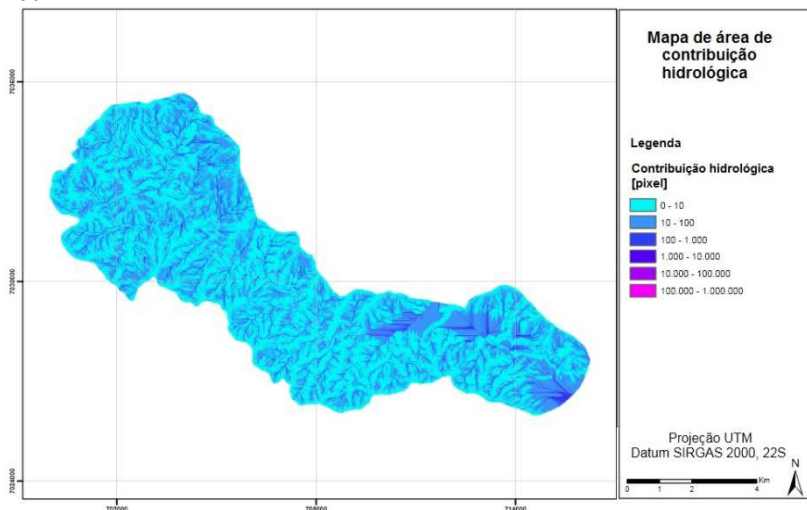 Mapa de área de
contribuição
hidrológica
Legenda
Contribuição hidrológica
[pixel]
0 - 10
10 - 100
100 - 1.000
1.000 - 10.000
10.000 - 100.000
100.000 - 1.000.000
Projeção UTM
Datum SIRGAS 2000, 22S
N
Km
0 1 2 4
714000